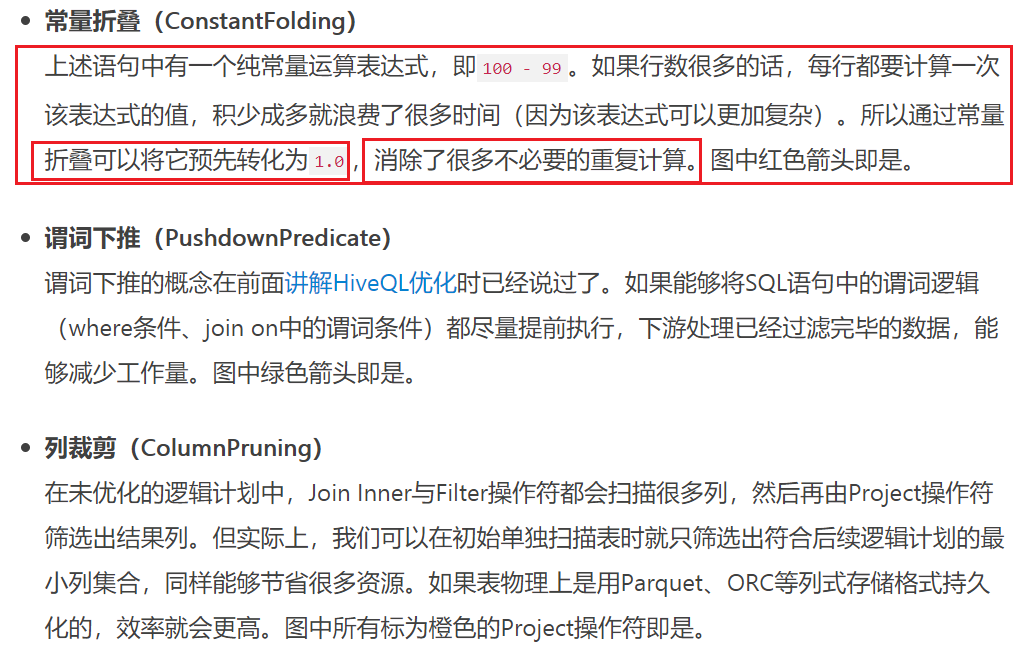 常量折叠（ConstantFolding）
上述语句中有一个纯常量运算表达式，即100 - 99。如果行数很多的话，每行都要计算一次
该表达式的值，积少成多就浪费了很多时间（因为该表达式可以更加复杂）。所以通过常量
折叠可以将它预先转化为1.0，消除了很多不必要的重复计算。图中红色箭头即是。
谓词下推（PushdownPredicate）
谓词下推的概念在前面讲解HiveQL优化时已经说过了。如果能够将SQL语句中的谓词逻辑
（where条件、join on中的谓词条件）都尽量提前执行，下游处理已经过滤完毕的数据，能
够减少工作量。图中绿色箭头即是。
列裁剪（ColumnPruning）
在未优化的逻辑计划中，Join Inner与Filter操作符都会扫描很多列，然后再由Project操作符
筛选出结果列。但实际上，我们可以在初始单独扫描表时就只筛选出符合后续逻辑计划的最
小列集合，同样能够节省很多资源。如果表物理上是用Parquet、ORC等列式存储格式持久
化的，效率就会更高。图中所有标为橙色的Project操作符即是。